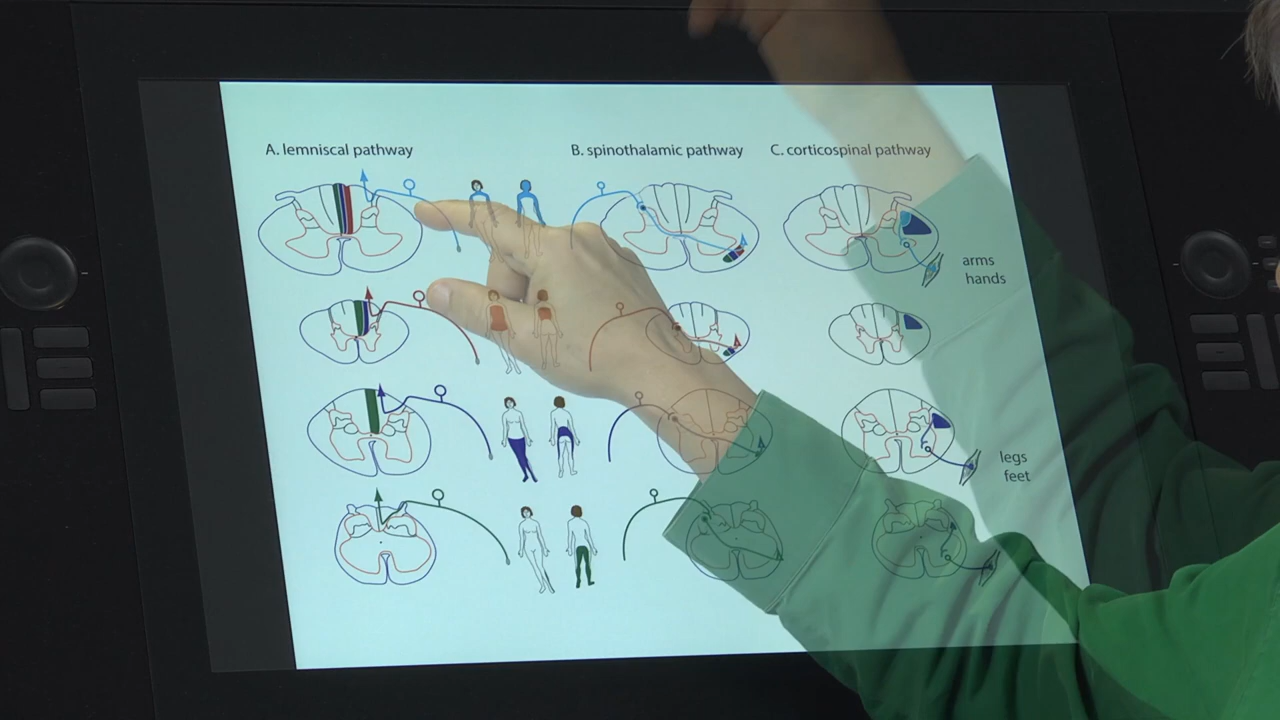 A. lemniscal pathway
B. spinothalamic pathway
C. corticospinal pathway
arms
hands
legs
feet